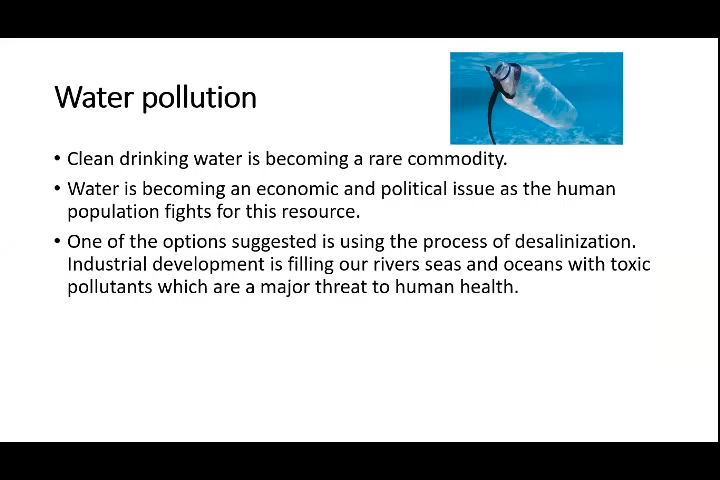 Water pollution
• Clean drinking water is becoming a rare commodity.
• Water is becoming an economic and political issue as the human
population fights for this resource.
• One of the options suggested is using the process of desalinization.
Industrial development is filling our rivers seas and oceans with toxic
pollutants which are a major threat to human health.